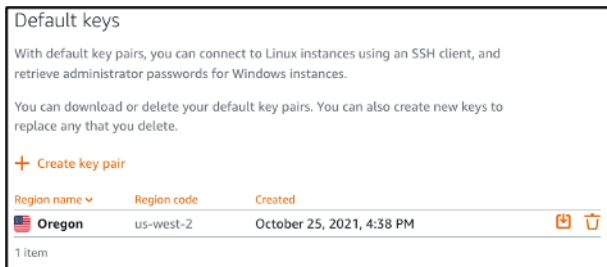 Default keys
With default key pairs, you can connect to Linux instances using an SSH client, and
retrieve administrator passwords for Windows instances.
You can download or delete your default key pairs. You can also create new keys to
replace any that you delete.
+ Create key pair
Region name Region code Created
Oregon us-west-2 October 25, 2021, 4:38 PM
1 item